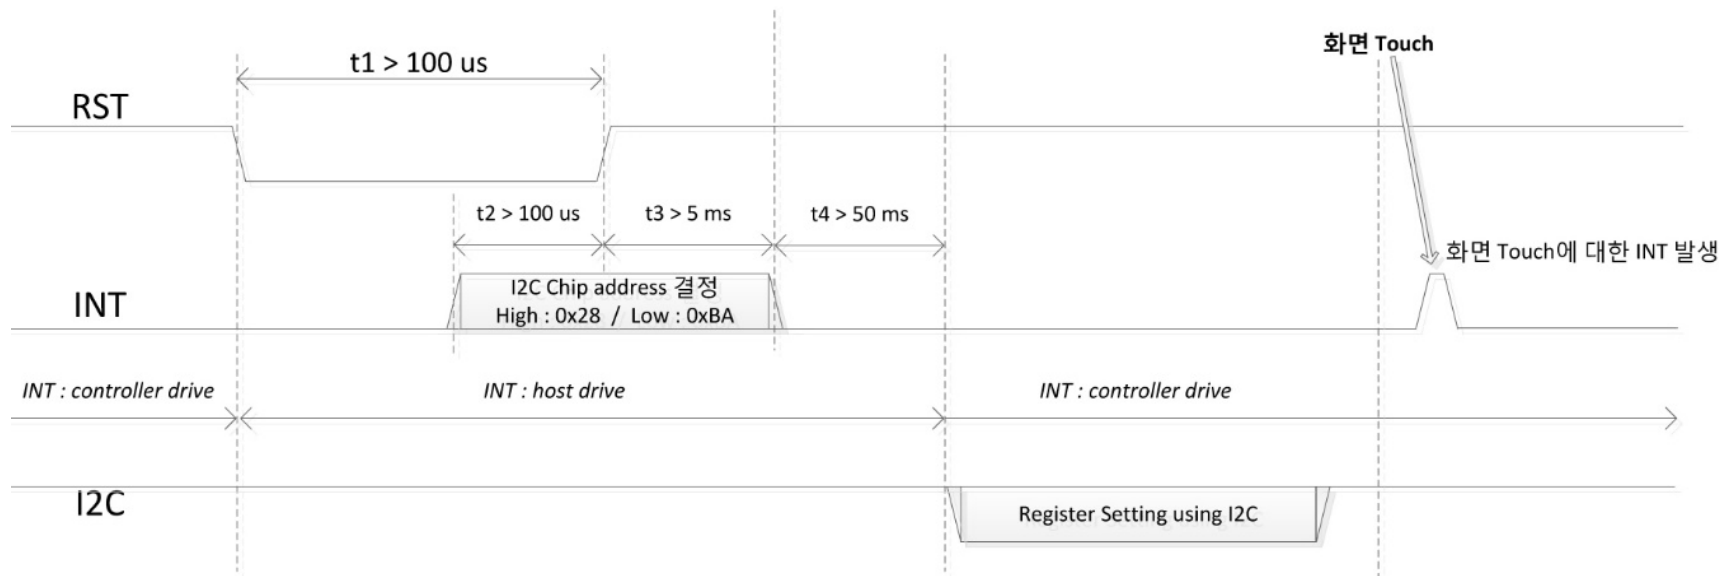 화면 Touch
t1 > 100 us
RST
t2 > 100 us
t3 > 5 ms
t4 > 50 ms
화면 Touch에 대한 INT 발생
I2C Chip address 결정
High : 0x28 / Low : 0xBA
INT
INT : controller drive
INT : host drive
INT : controller drive
I2C
Register Setting using I2C